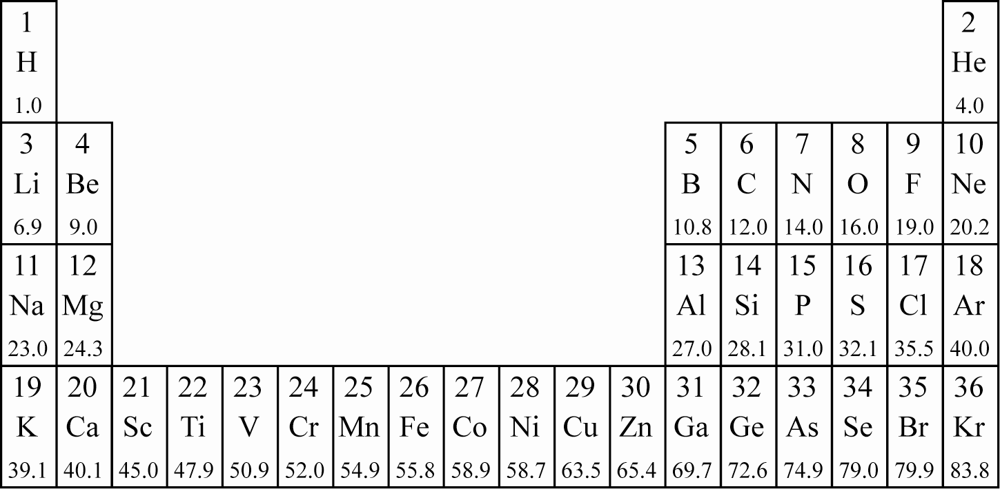 1 2
H He
1.0 4.0
3 4 5 6 7 8 9 10
Li Be B C N O F Ne
6.9 9.0 10.8 12.0 14.0 16.0 19.0 20.2
11 12 13 14 15 16 17 18
Na Mg Al Si P S Cl Ar
23.0 24.3 27.0 28.1 31.0 32.1 35.5 40.0
19 20 21 22 23 24 25 26 27 28 29 30 31 32 33 34 35 36
K Ca Sc Ti V Cr Mn Fe Co Ni Cu Zn Ga Ge As Se Br Kr
39.1 40.1 45.0 47.9 50.9 52.0 54.9 55.8 58.9 58.7 63.5 65.4 69.7 72.6 74.9 79.0 79.9 83.8